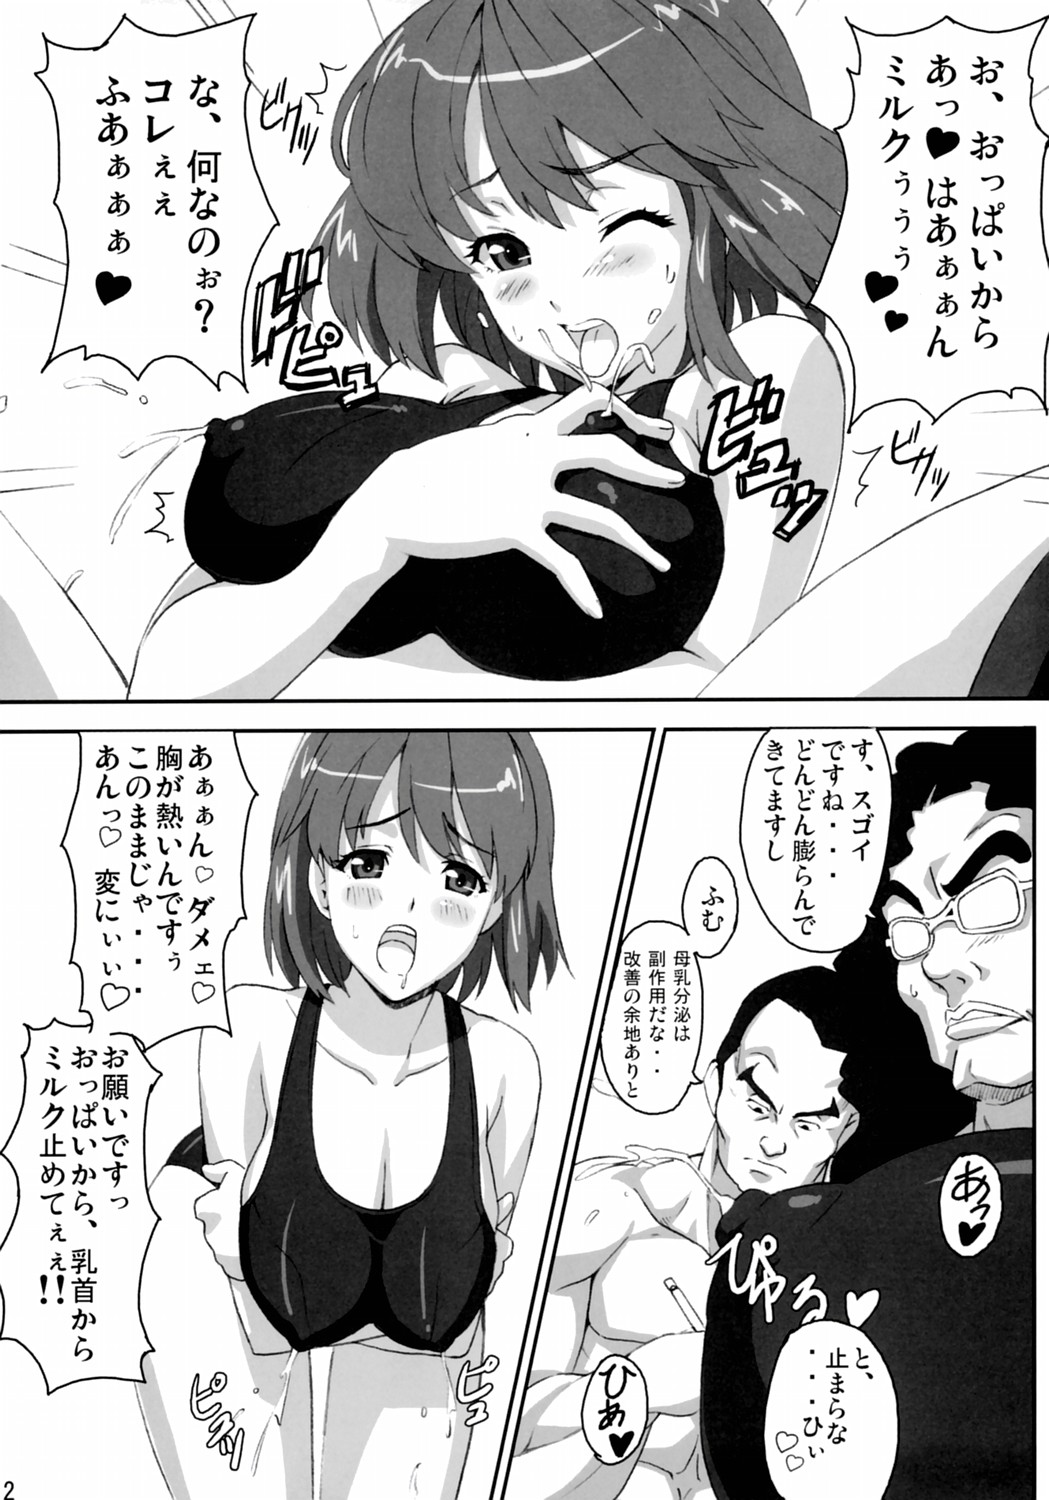 お、おっぱいから
あっ♥はあぁぁん
ミルクぅぅぅ♥♥
な、何なのぉ？
コレぇぇ
ふあぁぁぁぁ♥
ビクッ
ドピュ
ビュッ
ビクッ
す、スゴイ
ですね・・・
どんどん膨らんで
きてますし
ふむ
母乳分泌は
副作用だな・・
改善の余地ありと
あっ♥
ぴゅる♡
と、
止まらな
・・・ひぃ
♡♡
ひあ♥
あぁぁん♡ダメェ♡
胸が熱いんですぅ
このままじゃ・・・
あんっ♡変にぃぃ♡
お願いですっ
おっぱいから、乳首から
ミルク止めてぇぇ!!
ピュッ
ピュ
2